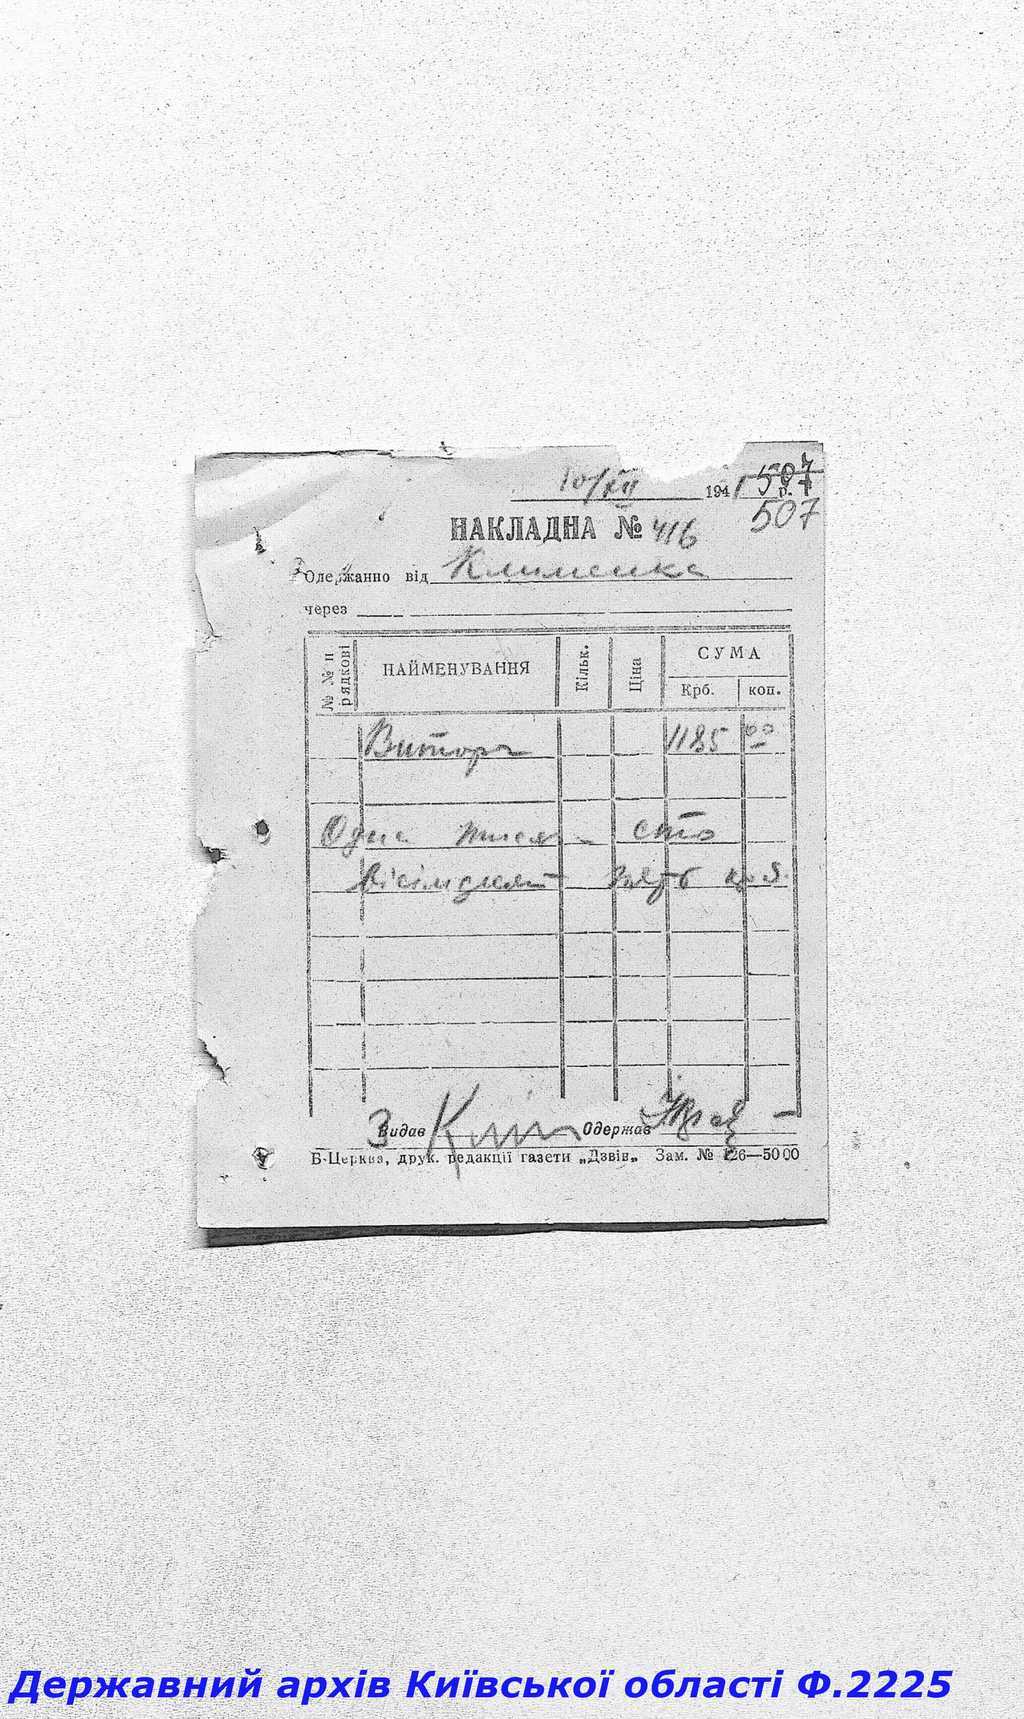 10/XII 1941 р. 507
507
НАКЛАДНА № 416
Одержанно від Клименка
через
№ № п рядкові НАЙМЕНУВАННЯ Кільк. Ціна СУМА Крб. коп.
Виторг 1185 00
Одна тисяч сто
вісімдесят пять крб.
Видав Одержав
Б-Церква, друк. редакції газети „Дзвін„ Зам. № 126—5000
Державний архів Київської області Ф.2225